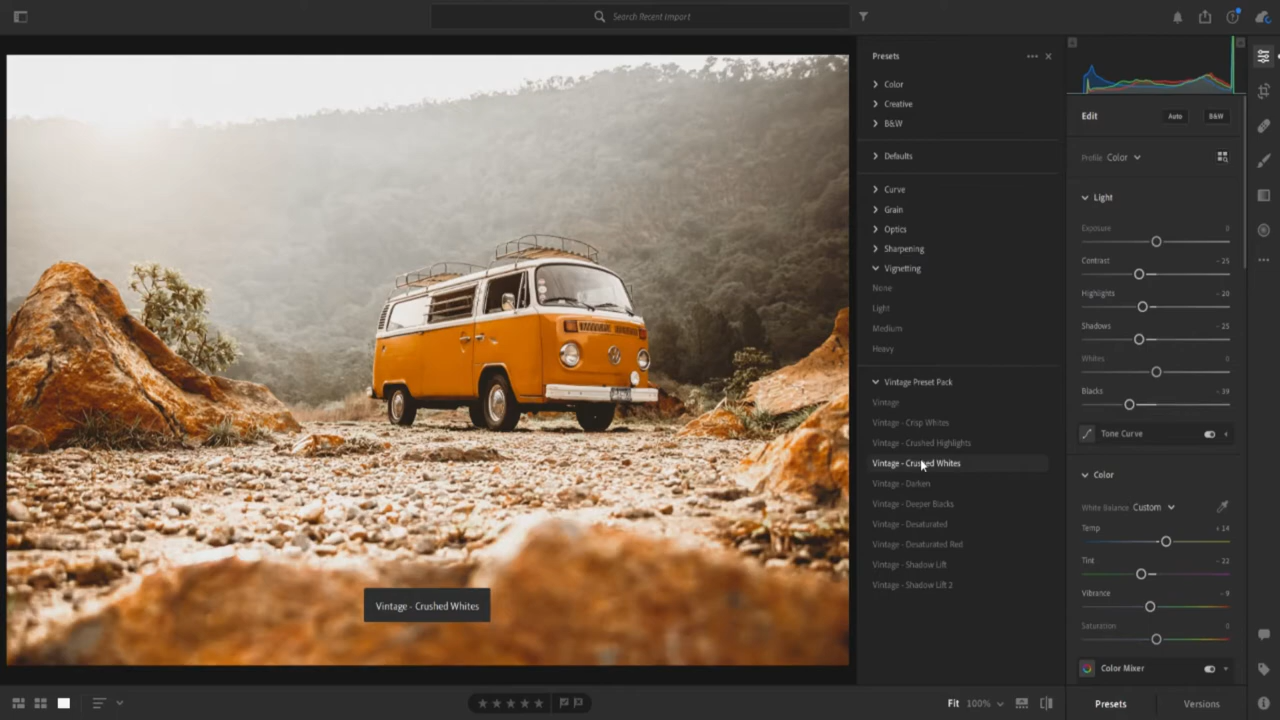 Search Recent Import
Presets
Color
Creative
B&W
Defaults
Curve
Grain
Optics
Sharpening
Vignetting
None
Light
Medium
Heavy
Vintage Preset Pack
Vintage
Vintage - Crisp Whites
Vintage - Crushed Highlights
Vintage - Crushed Whites
Vintage - Darken
Vintage - Deeper Blacks
Vintage - Desaturated
Vintage - Desaturated Red
Vintage - Shadow Lift
Vintage - Shadow Lift 2
Edit Auto B&W
Profile Color
Light
Exposure 0
Contrast - 25
Highlights - 20
Shadows - 25
Whites 0
Blacks - 39
Tone Curve
Color
White Balance Custom
Temp + 14
Tint - 22
Vibrance - 9
Saturation 0
Color Mixer
Vintage - Crushed Whites
Fit 100%
Presets Versions